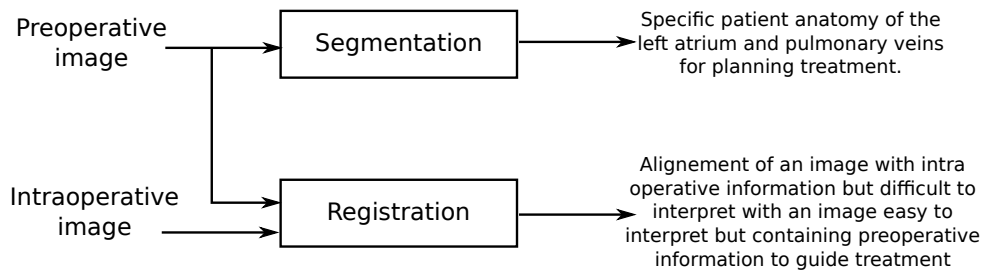 Preoperative
image
Segmentation
Specific patient anatomy of the
left atrium and pulmonary veins
for planning treatment.
Intraoperative
image
Registration
Alignement of an image with intra
operative information but difficult to
interpret with an image easy to
interpret but containing preoperative
information to guide treatment